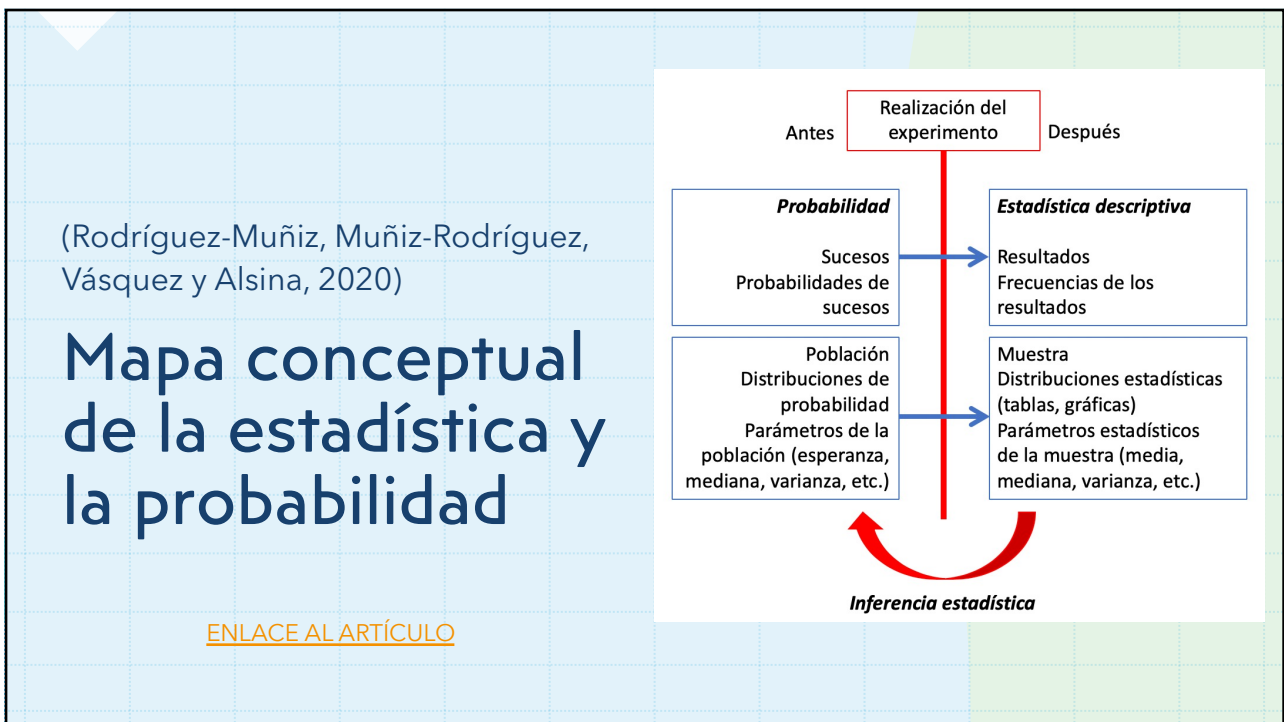 (Rodríguez-Muñiz, Muñiz-Rodríguez,
Vásquez y Alsina, 2020)
Mapa conceptual
de la estadística y
la probabilidad
ENLACE AL ARTÍCULO
Realización del
experimento
Antes
Después
Probabilidad
Sucesos
Probabilidades de
sucesos
Estadística descriptiva
Resultados
Frecuencias de los
resultados
Población
Distribuciones de
probabilidad
Parámetros de la
población (esperanza,
mediana, varianza, etc.)
Muestra
Distribuciones estadísticas
(tablas, gráficas)
Parámetros estadísticos
de la muestra (media,
mediana, varianza, etc.)
Inferencia estadística